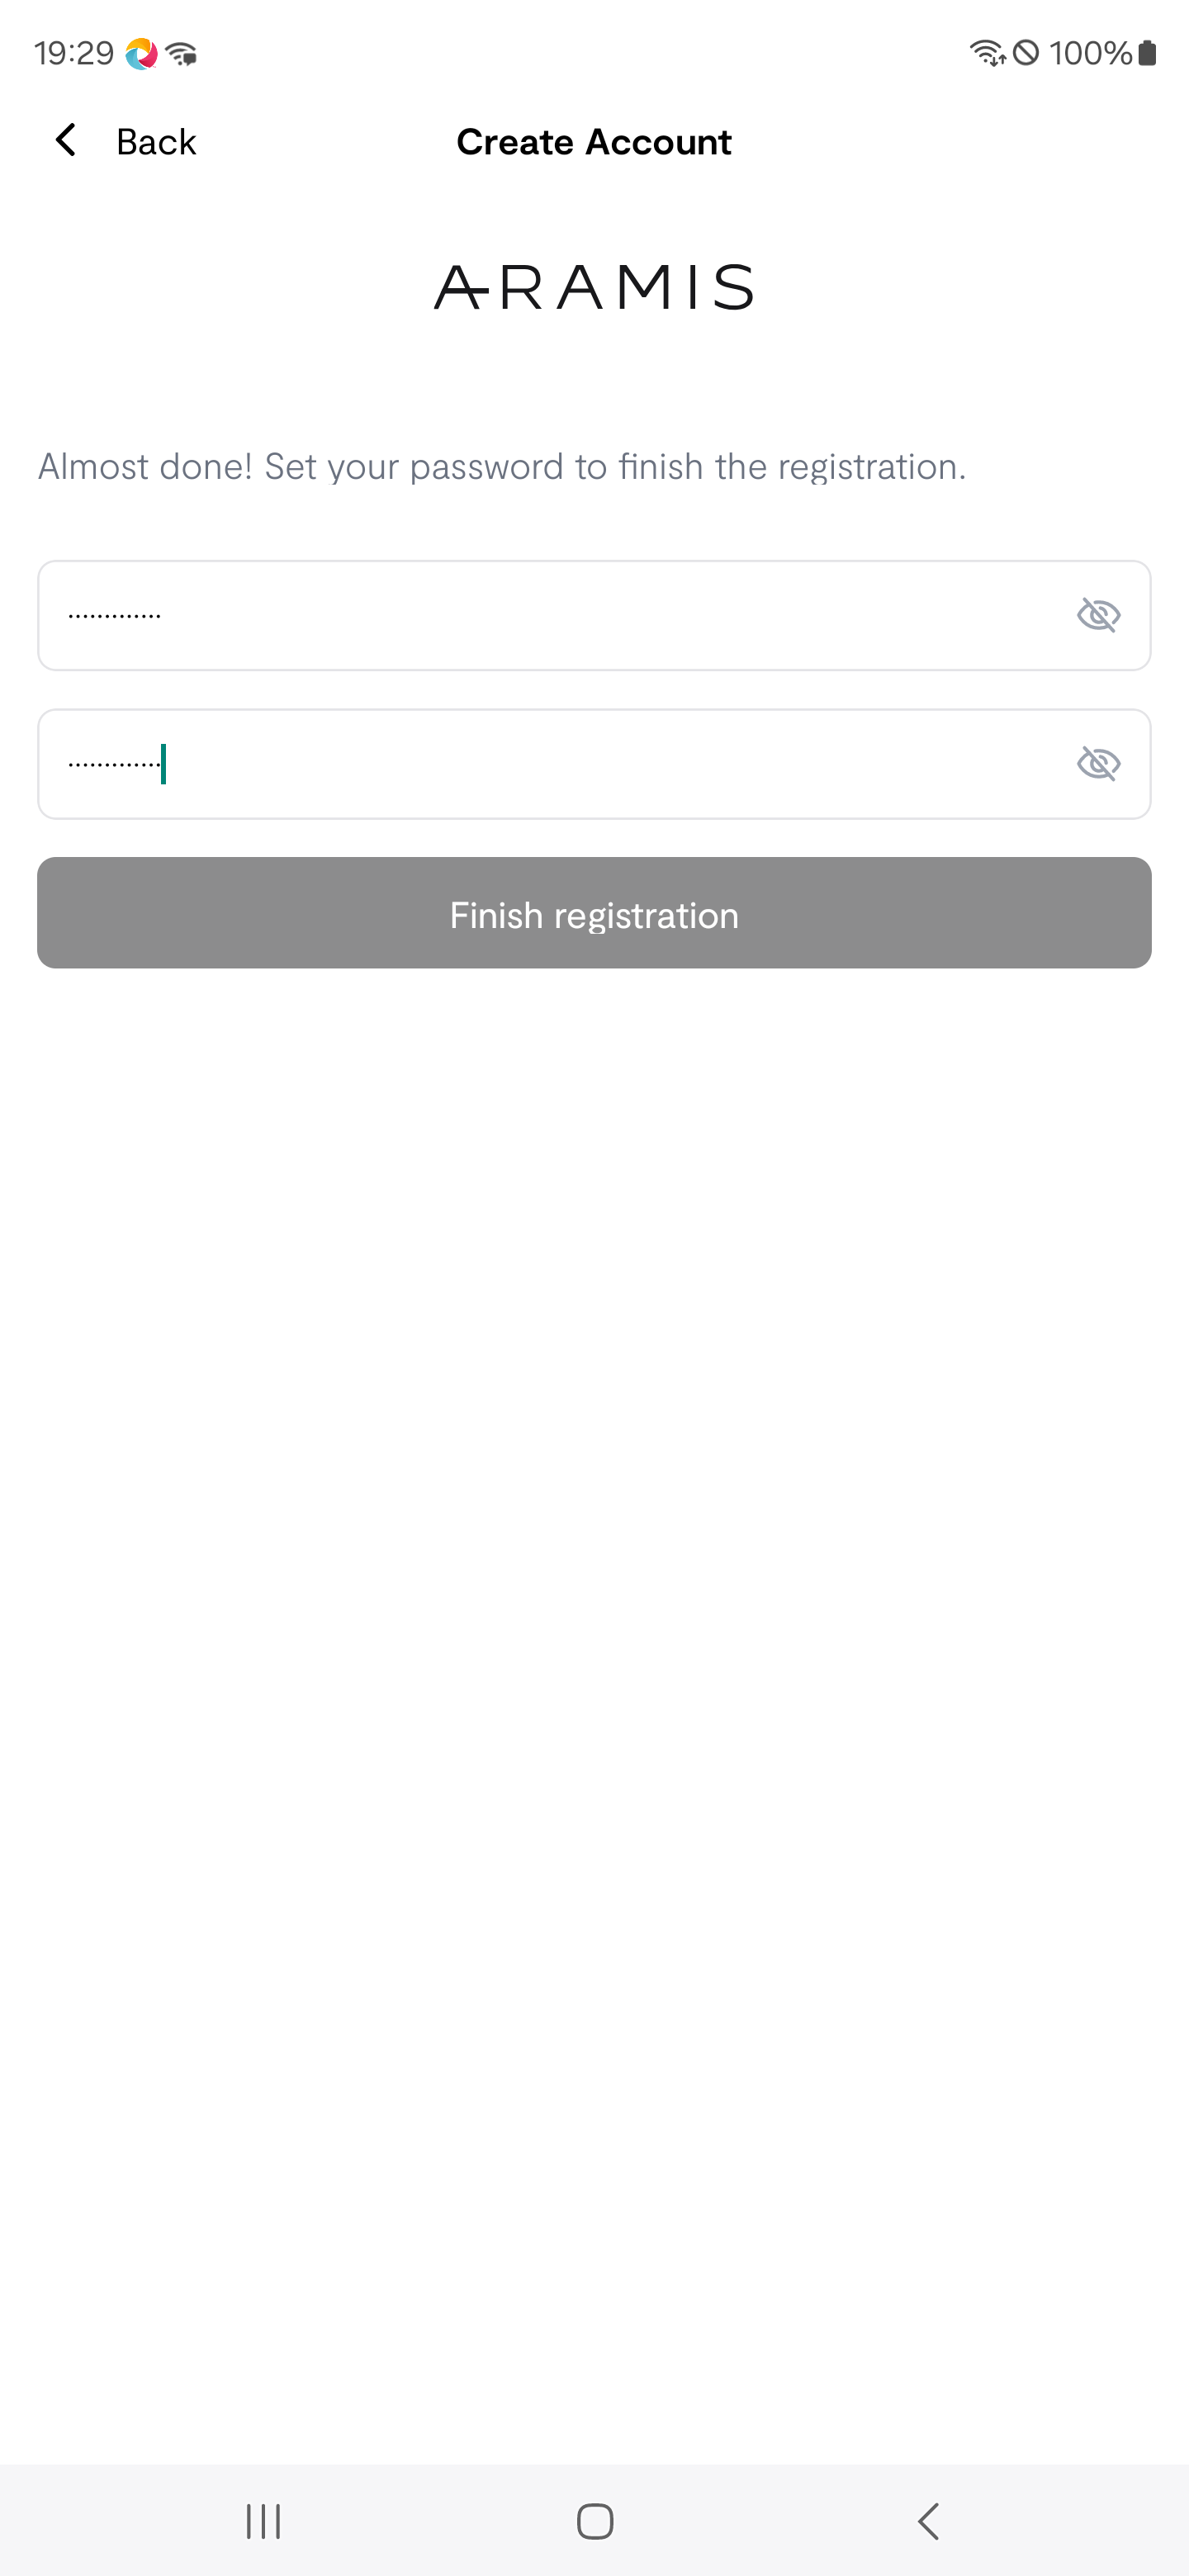 19:29
100%
Back
Create Account
ARAMIS
Almost done! Set your password to finish the registration.
Finish registration